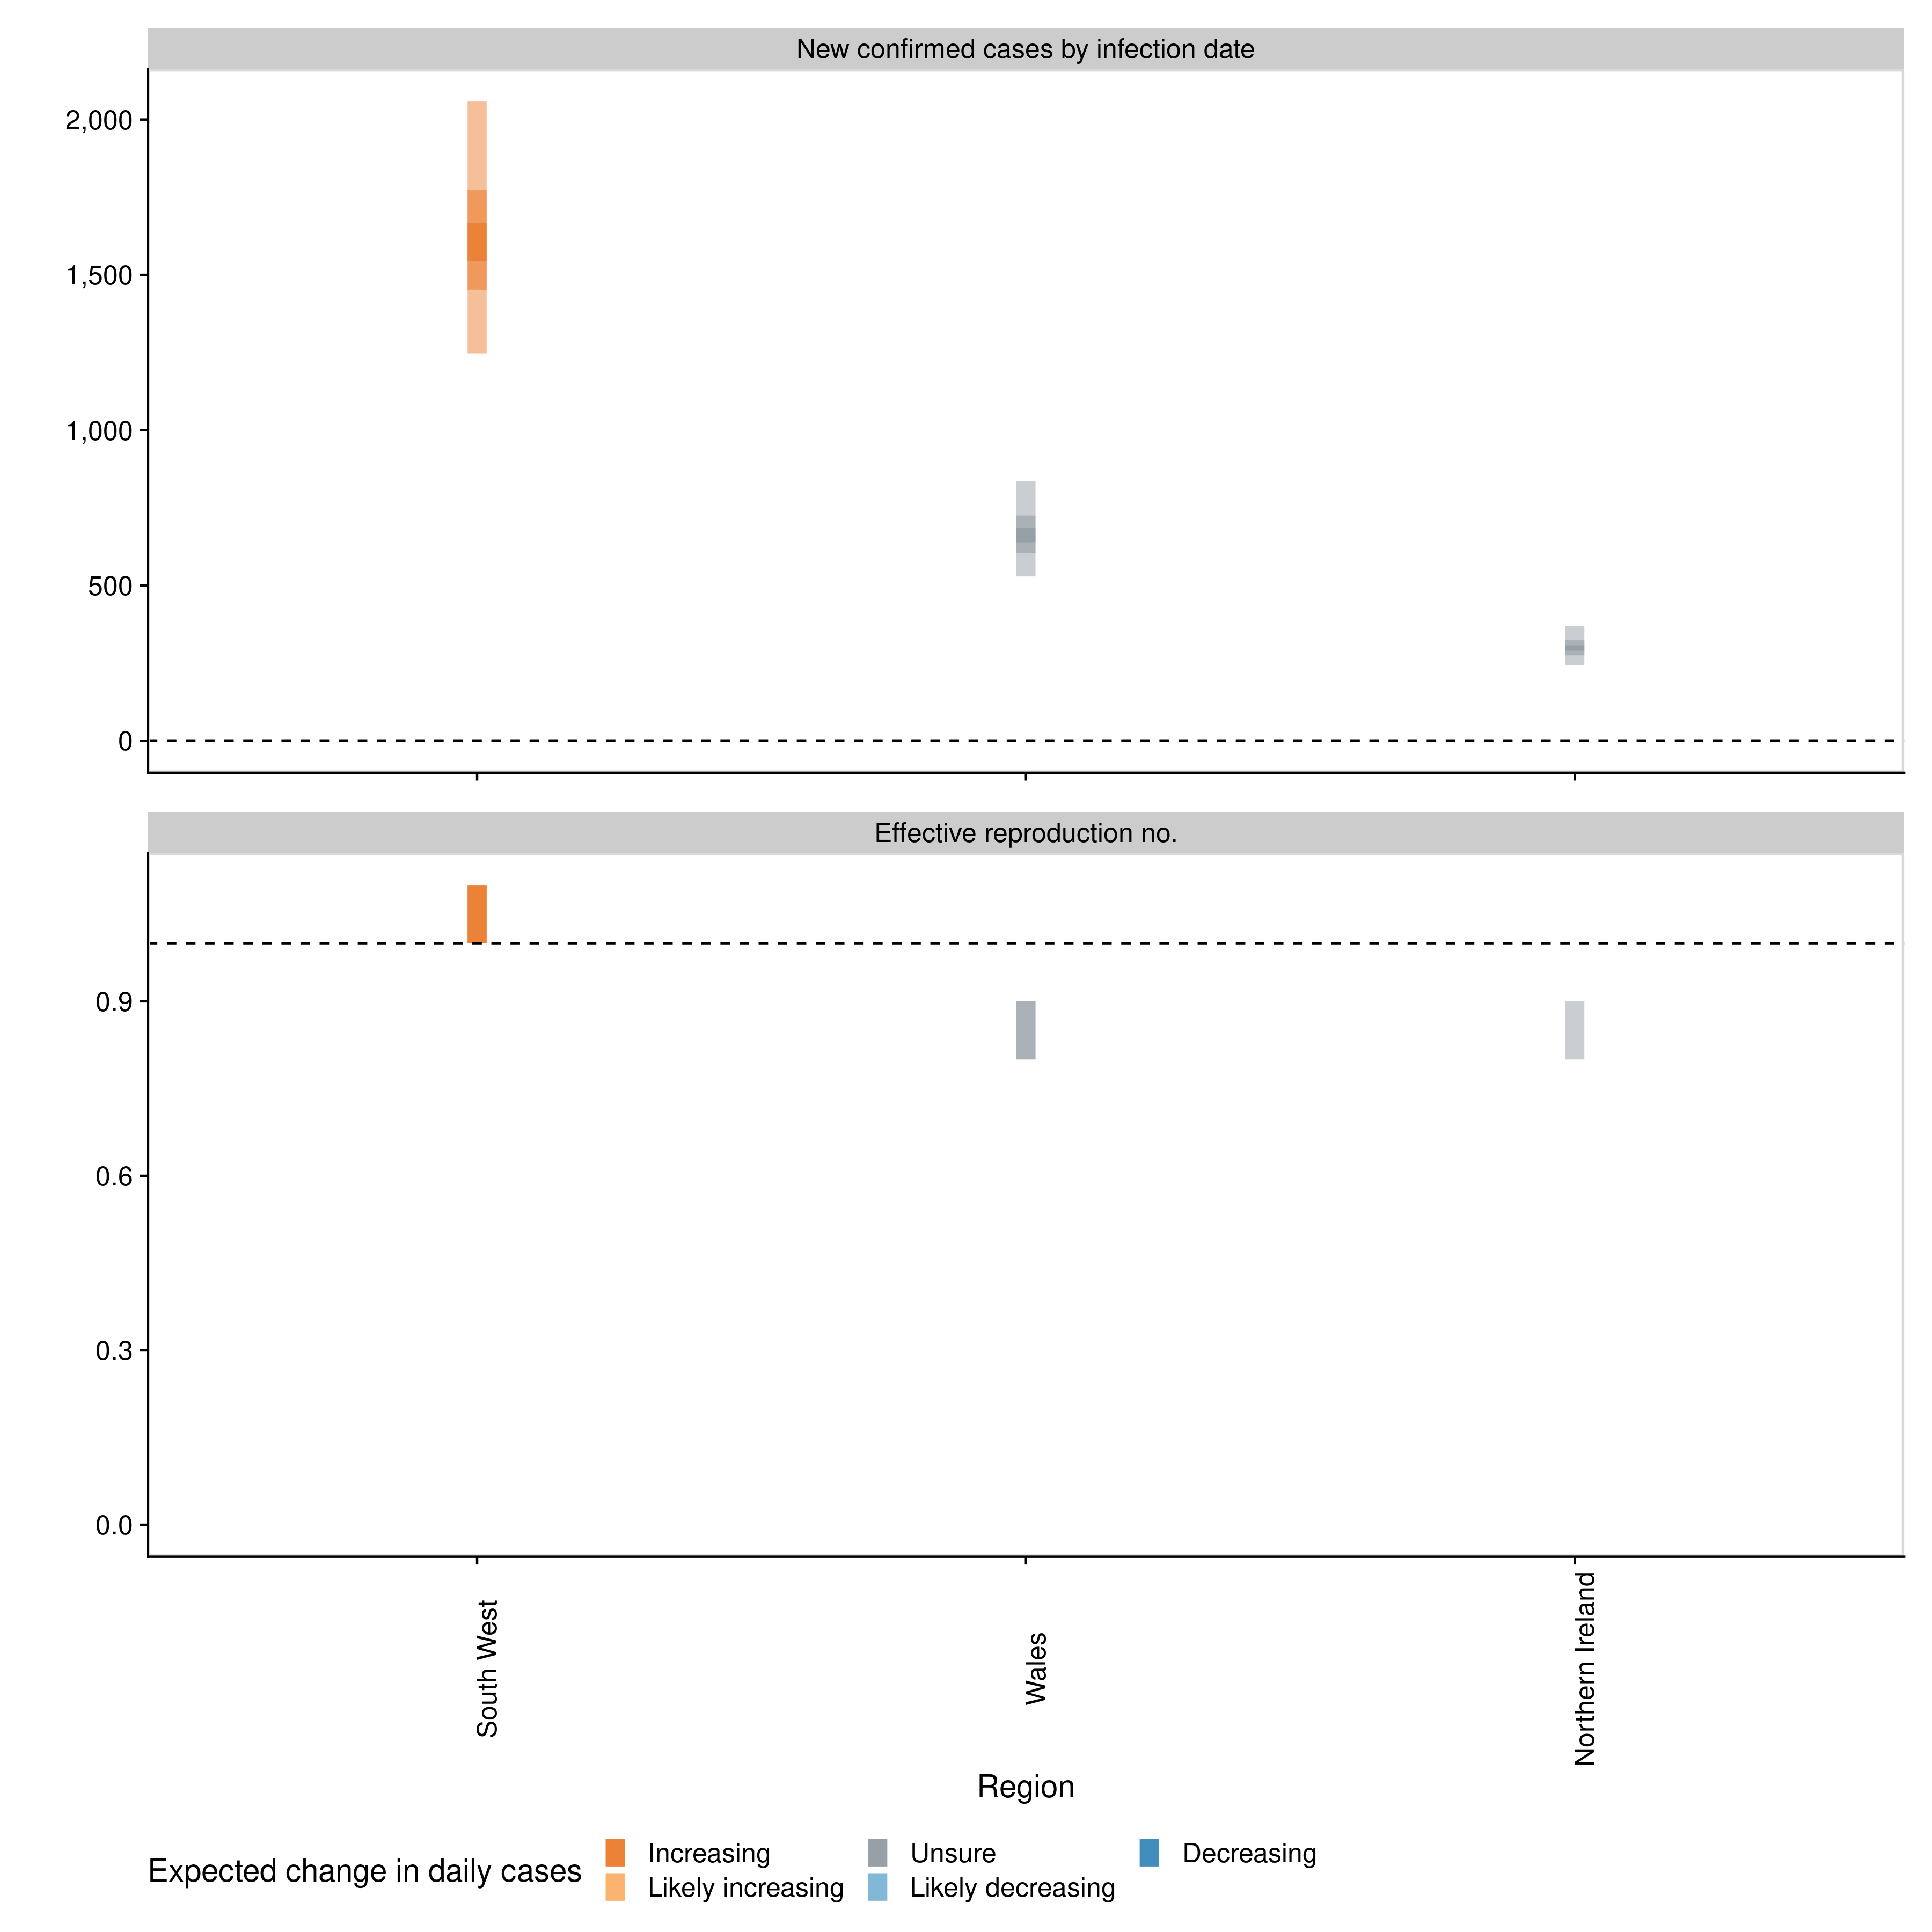 New confirmed cases by infection date
2,000
1,500
1,000
500
0
Effective reproduction no.
0.9
0.6
0.3
0.0
South West
Wales
Northern Ireland
Region
Expected change in daily cases
Increasing
Unsure
Decreasing
Likely increasing
Likely decreasing